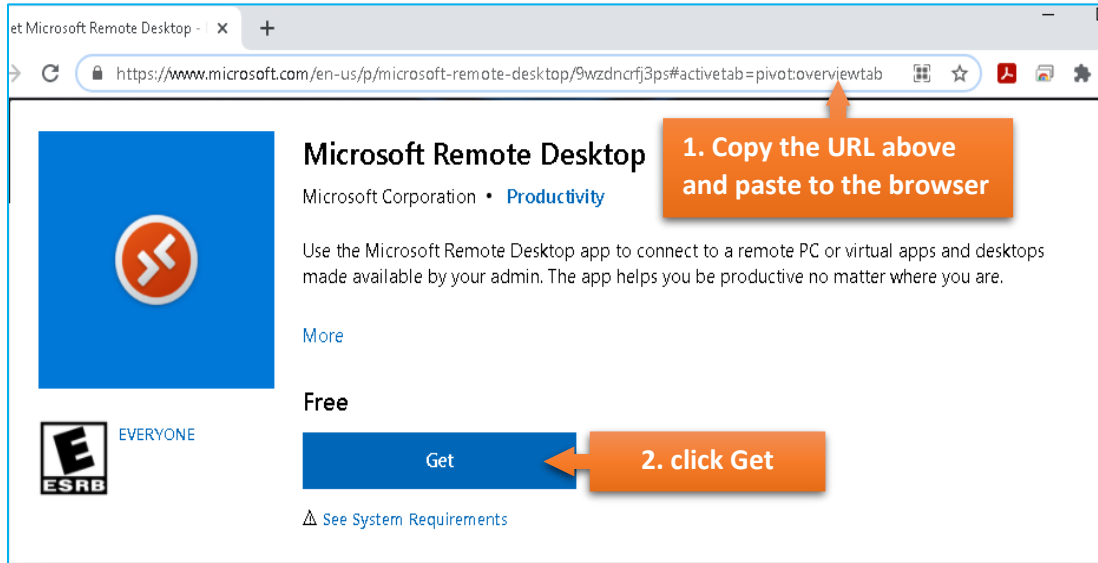 et Microsoft Remote Desktop -
https://www.microsoft.com/en-us/p/microsoft-remote-desktop/9wzdncrfj3ps#activetab=pivot:overviewtab
1. Copy the URL above
and paste to the browser
Microsoft Remote Desktop
Microsoft Corporation • Productivity
Use the Microsoft Remote Desktop app to connect to a remote PC or virtual apps and desktops
made available by your admin. The app helps you be productive no matter where you are.
More
Free
E
ESRB
EVERYONE
Get
2. click Get
See System Requirements